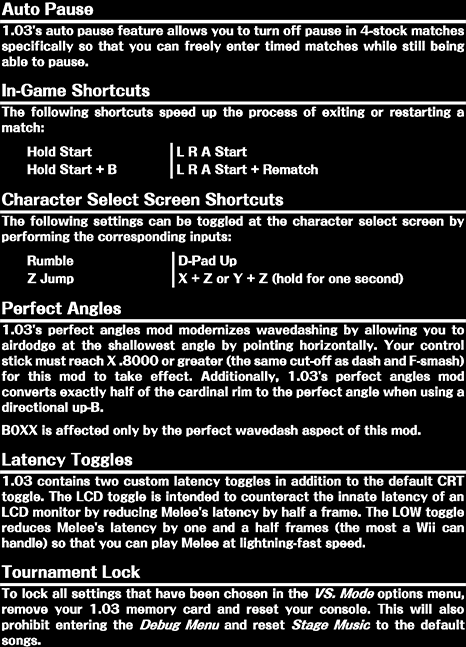 Auto Pause
1.03's auto pause feature allows you to turn off pause in 4-stock matches
specifically so that you can freely enter timed matches while still being
able to pause.
In-Game Shortcuts
The following shortcuts speed up the process of exiting or restarting a
match:
Hold Start L R A Start
Hold Start + B L R A Start + Rematch
Character Select Screen Shortcuts
The following settings can be toggled at the character select screen by
performing the corresponding inputs:
Rumble D-Pad Up
Z Jump X + Z or Y + Z (hold for one second)
Perfect Angles
1.03's perfect angles mod modernizes wavedashing by allowing you to
airdodge at the shallowest angle by pointing horizontally. Your control
stick must reach X .8000 or greater (the same cut-off as dash and F-smash)
for this mod to take effect. Additionally, 1.03's perfect angles mod
converts exactly half of the cardinal rim to the perfect angle when using a
directional up-B.
B0XX is affected only by the perfect wavedash aspect of this mod.
Latency Toggles
1.03 contains two custom latency toggles in addition to the default CRT
toggle. The LCD toggle is intended to counteract the innate latency of an
LCD monitor by reducing Melee's latency by half a frame. The LOW toggle
reduces Melee's latency by one and a half frames (the most a Wii can
handle) so that you can play Melee at lightning-fast speed.
Tournament Lock
To lock all settings that have been chosen in the VS. Mode options menu,
remove your 1.03 memory card and reset your console. This will also
prohibit entering the Debug Menu and reset Stage Music to the default
songs.